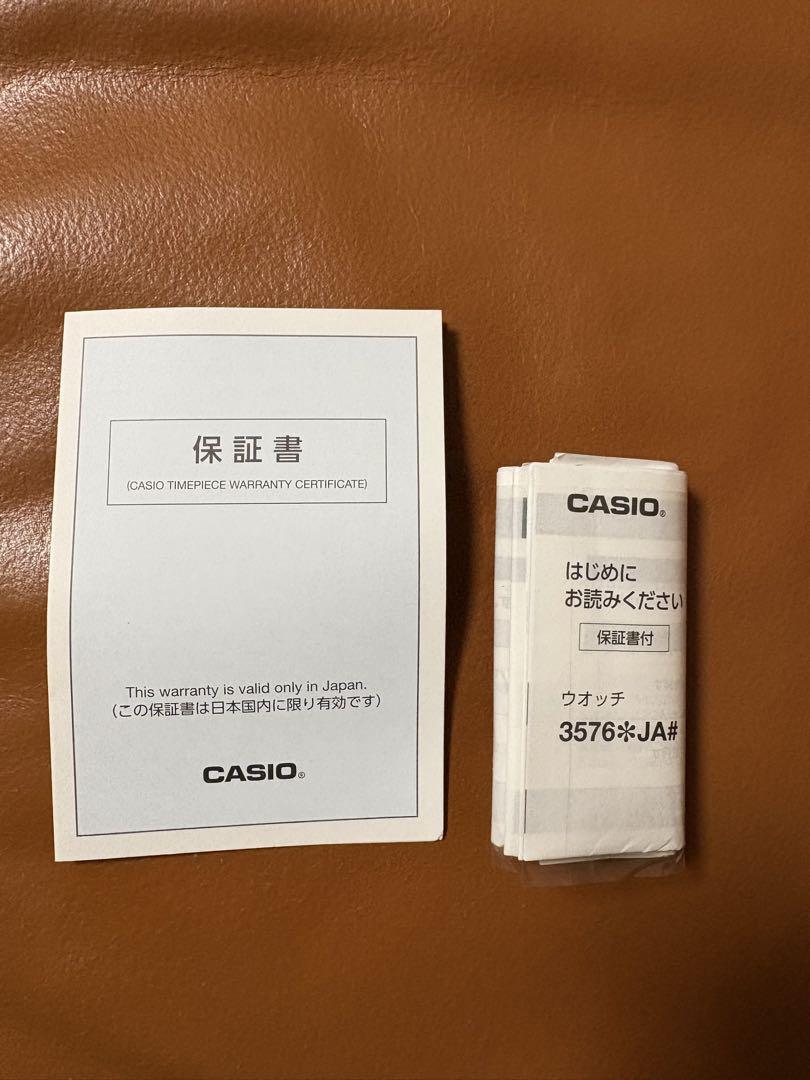 保証書
(CASIO TIMEPIECE WARRANTY CERTIFICATE)
This warranty is valid only in Japan.
(この保証書は日本国内に限り有効です)
CASIO®
CASIO®
はじめに
お読みください
保証書付
ウオッチ
3576✻JA#